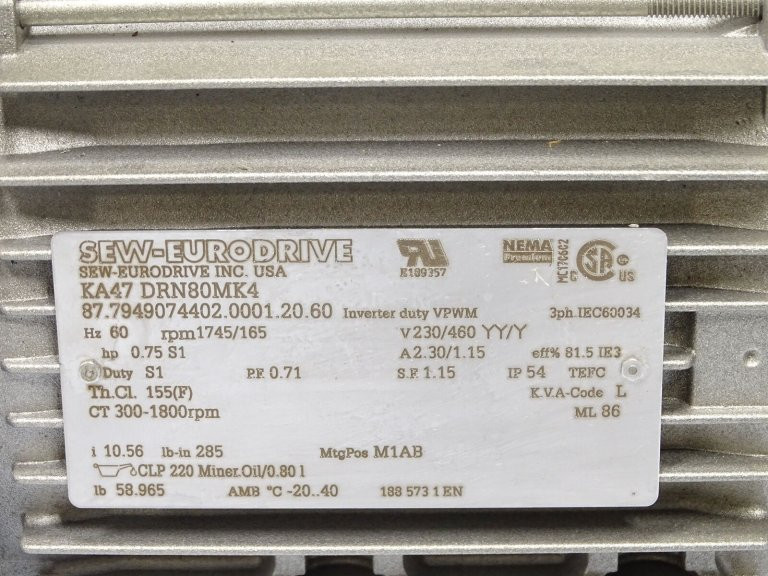 SEW-EURODRIVE
SEW-EURODRIVE INC. USA
E189357
NEMA
Premium
MC170602
C US
KA47 DRN80MK4
87.7949074402.0001.20.60 Inverter duty VPWM 3ph IEC60034
Hz 60 rpm 1745/165 V 230/460 YY/Y
hp 0.75 S1 A 2.30/1.15 eff% 81.5 IE3
Duty S1 P.F. 0.71 S.F. 1.15 IP 54 TEFC
Th.Cl. 155(F) K.V.A-Code L
CT 300-1800rpm ML 86
i 10.56 lb-in 285 MtgPos M1AB
CLP 220 Miner.Oil/0.80 l
lb 58.965 AMB °C -20..40 188 573 1 EN